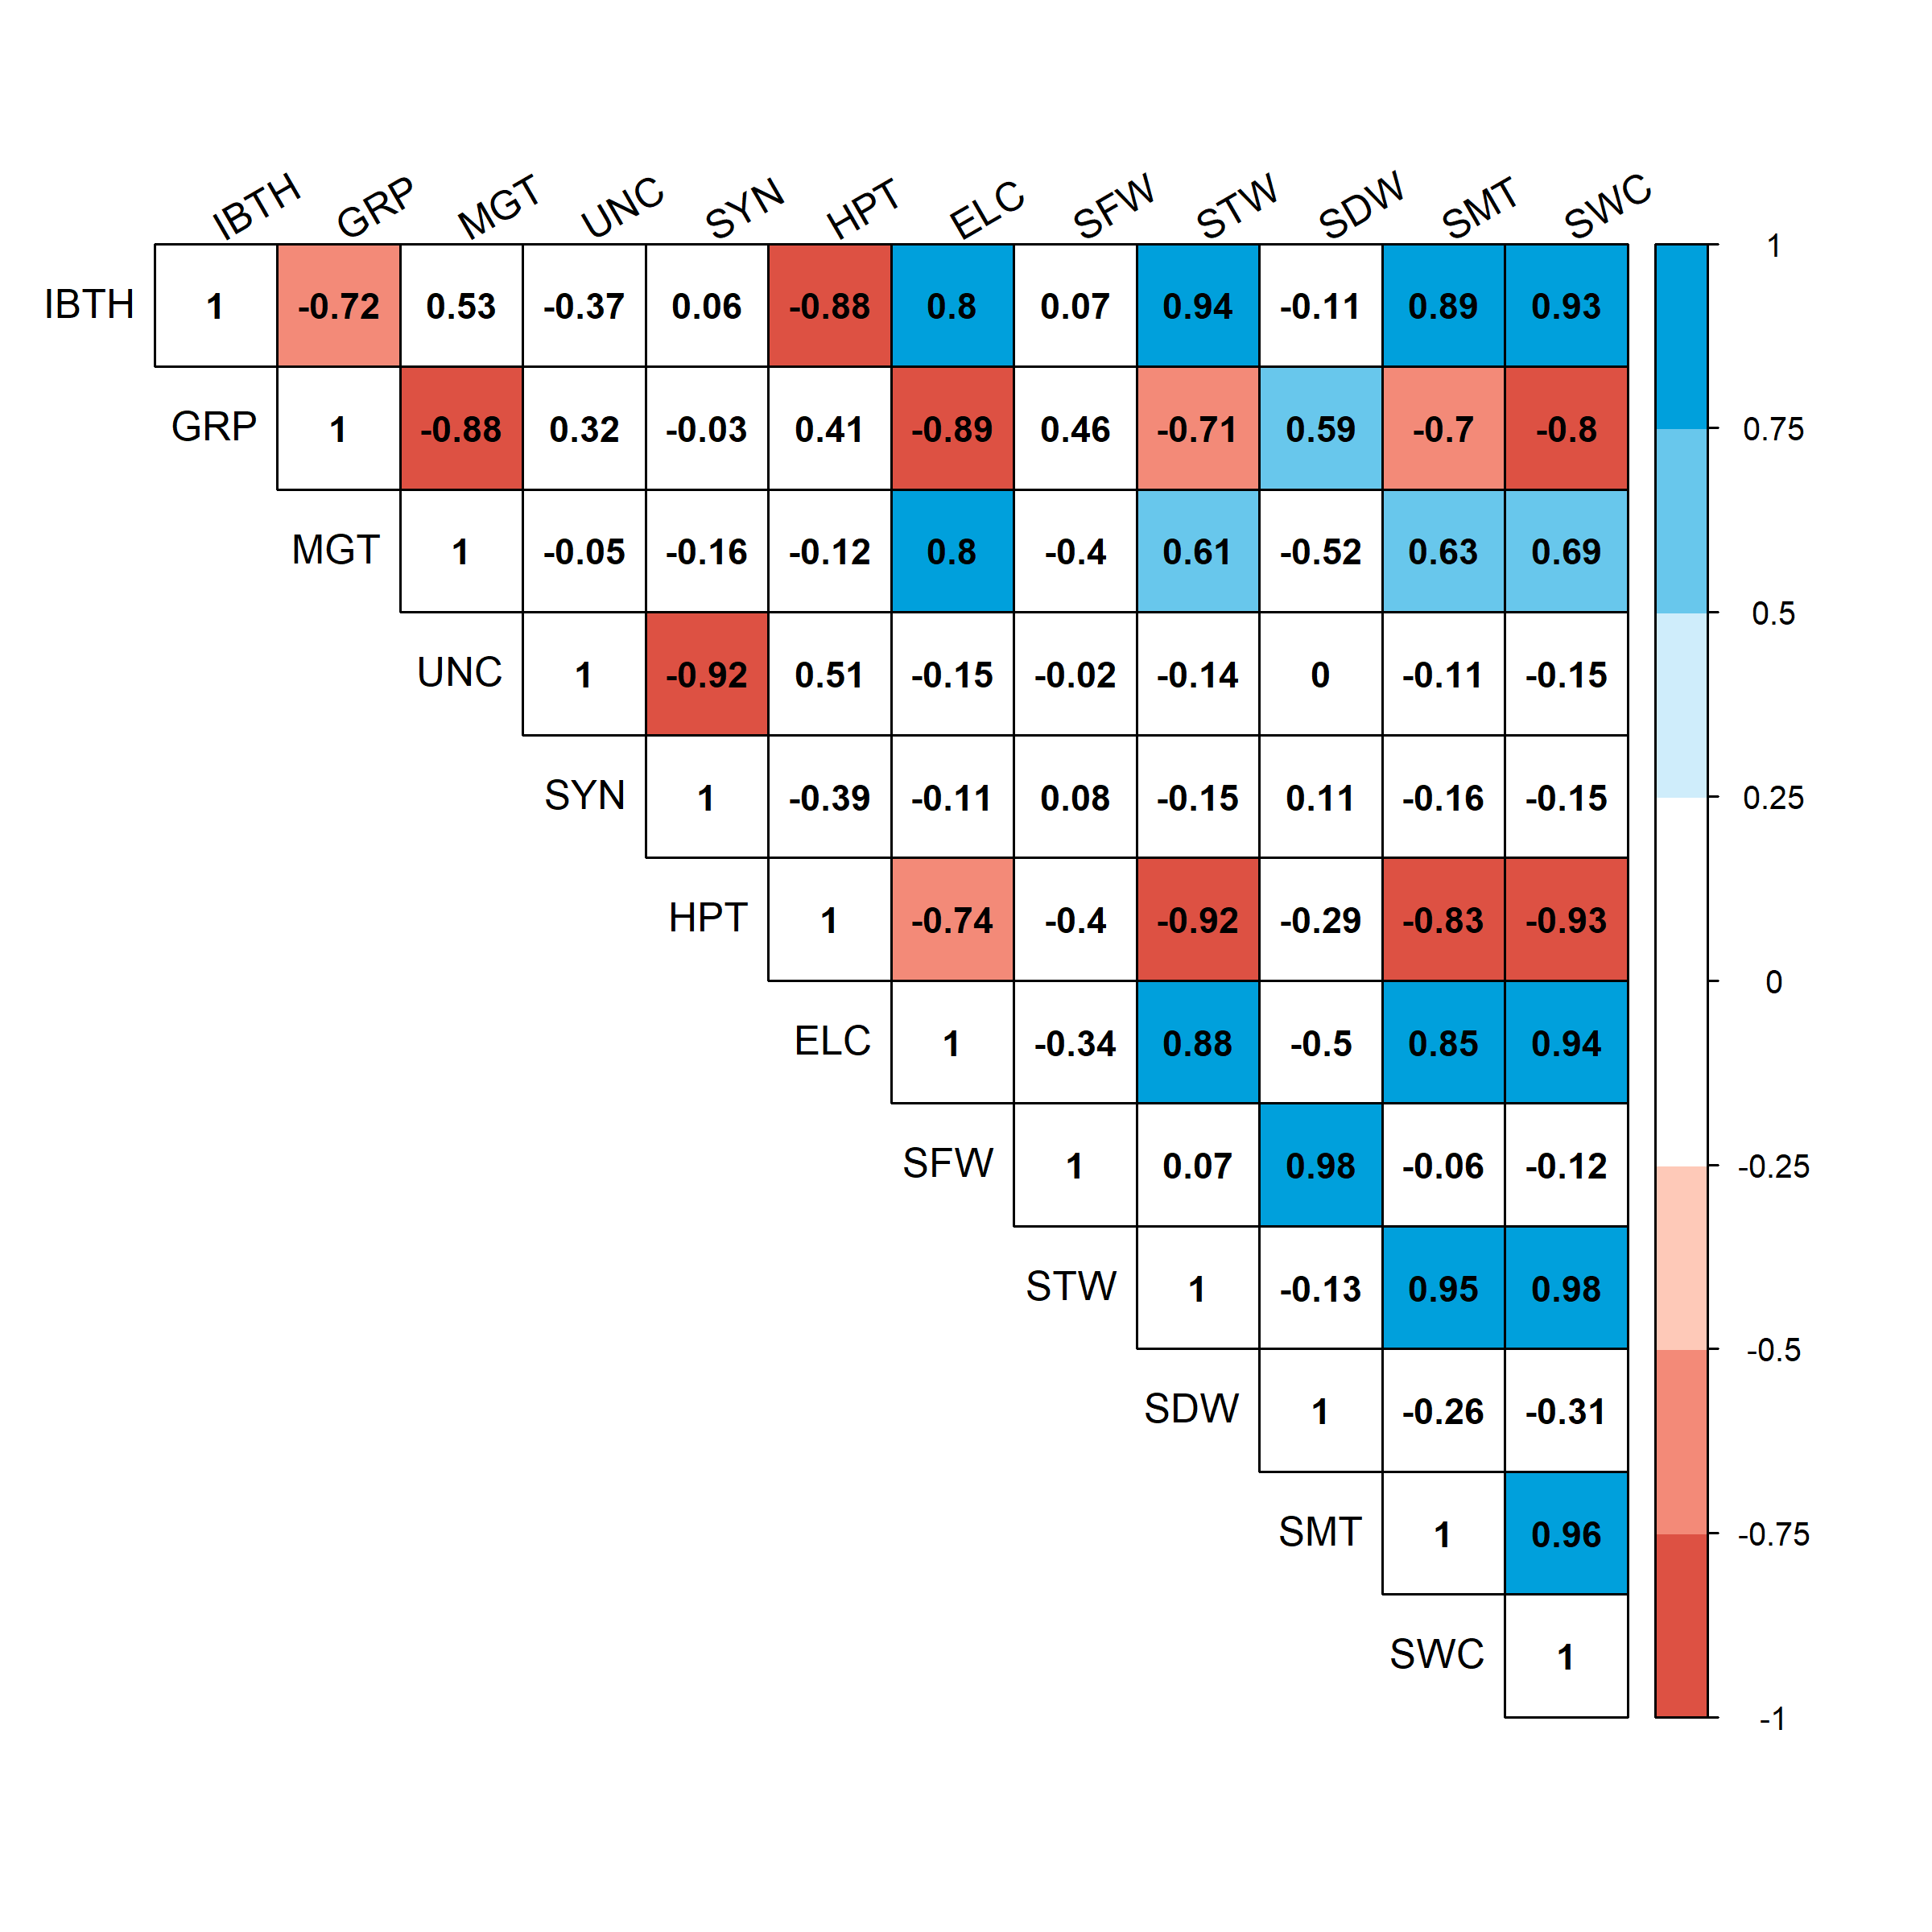 IBTH GRP MGT UNC SYN HPT ELC SFW STW SDW SMT SWC
IBTH 1 -0.72 0.53 -0.37 0.06 -0.88 0.8 0.07 0.94 -0.11 0.89 0.93
GRP 1 -0.88 0.32 -0.03 0.41 -0.89 0.46 -0.71 0.59 -0.7 -0.8
MGT 1 -0.05 -0.16 -0.12 0.8 -0.4 0.61 -0.52 0.63 0.69
UNC 1 -0.92 0.51 -0.15 -0.02 -0.14 0 -0.11 -0.15
SYN 1 -0.39 -0.11 0.08 -0.15 0.11 -0.16 -0.15
HPT 1 -0.74 -0.4 -0.92 -0.29 -0.83 -0.93
ELC 1 -0.34 0.88 -0.5 0.85 0.94
SFW 1 0.07 0.98 -0.06 -0.12
STW 1 -0.13 0.95 0.98
SDW 1 -0.26 -0.31
SMT 1 0.96
SWC 1
1
0.75
0.5
0.25
0
-0.25
-0.5
-0.75
-1